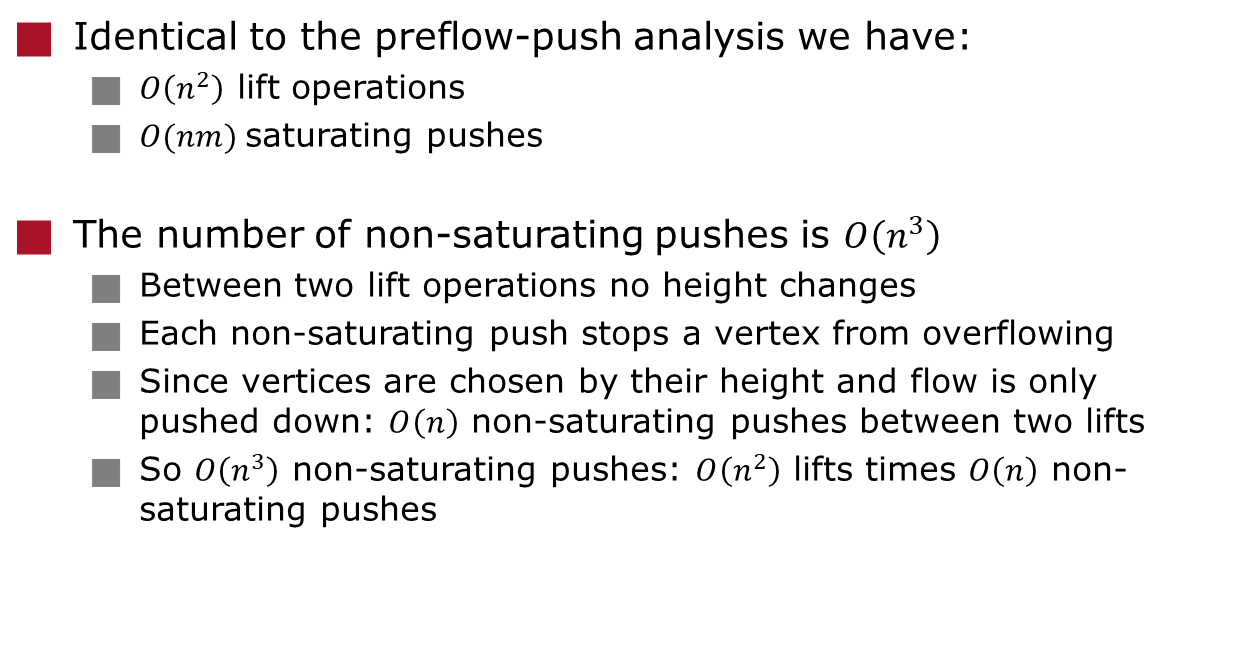 Identical to the preflow-push analysis we have:
O(n²) lift operations
O(nm) saturating pushes
The number of non-saturating pushes is O(n³)
Between two lift operations no height changes
Each non-saturating push stops a vertex from overflowing
Since vertices are chosen by their height and flow is only
pushed down: O(n) non-saturating pushes between two lifts
So O(n³) non-saturating pushes: O(n²) lifts times O(n) non-
saturating pushes